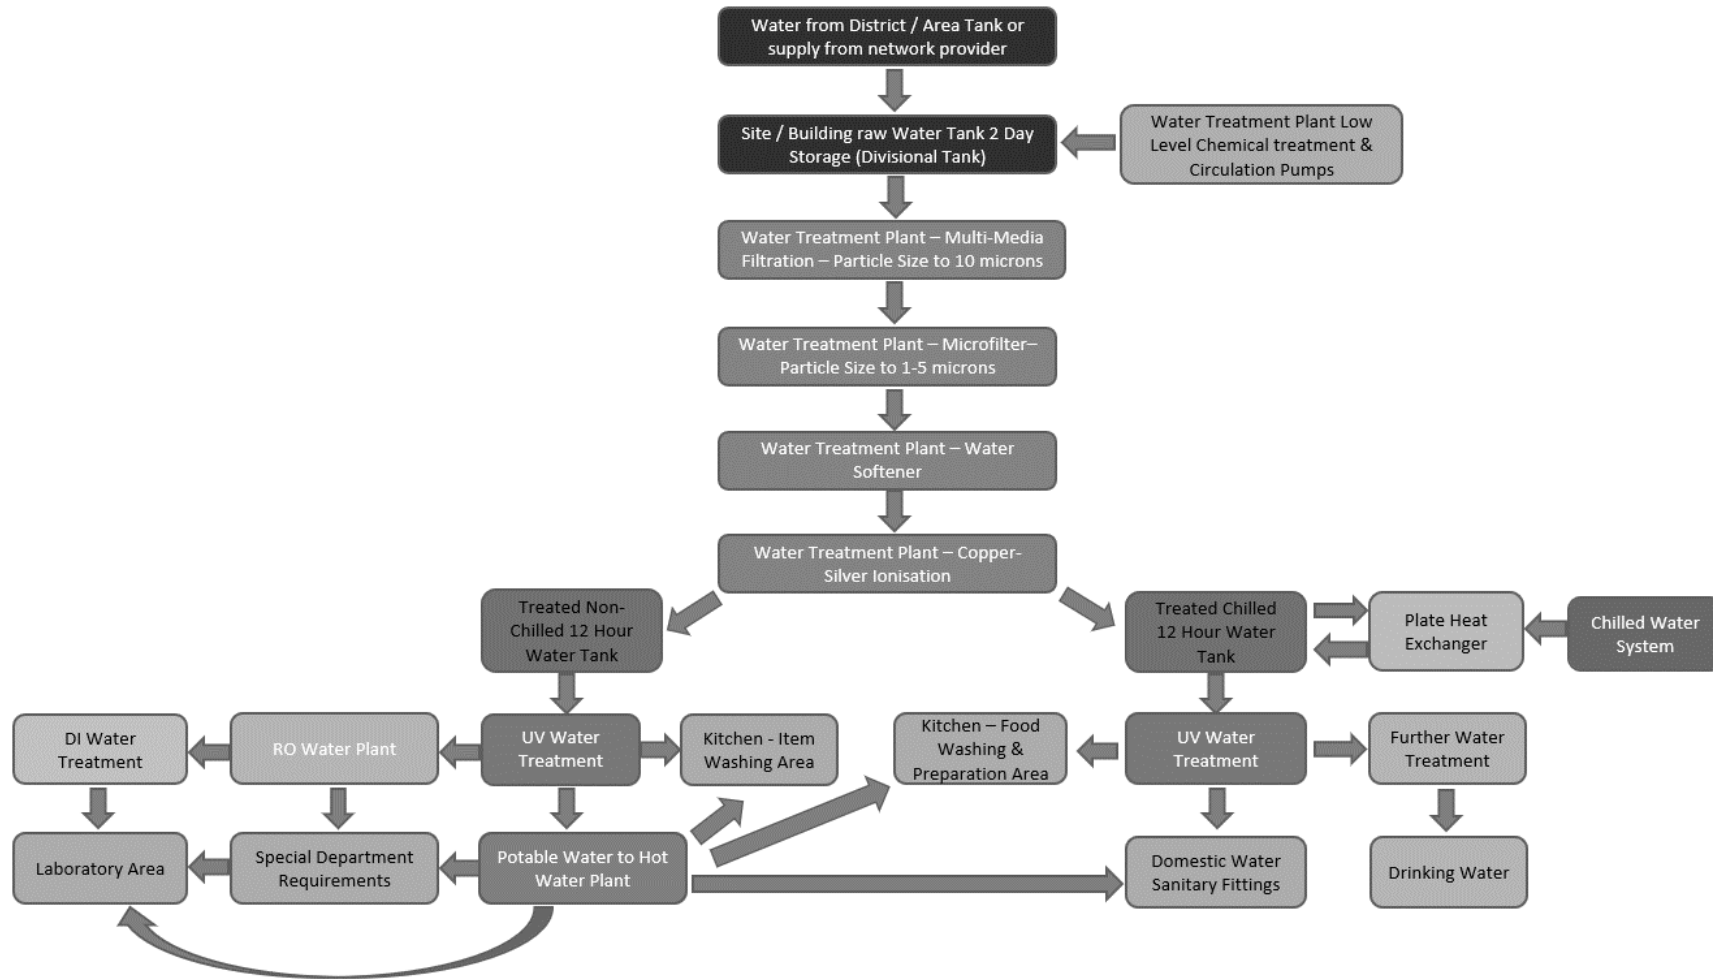 Water from District / Area Tank or
supply from network provider
Site / Building raw Water Tank 2 Day
Storage (Divisional Tank)
Water Treatment Plant Low
Level Chemical treatment &
Circulation Pumps
Water Treatment Plant – Multi-Media
Filtration – Particle Size to 10 microns
Water Treatment Plant – Microfilter–
Particle Size to 1-5 microns
Water Treatment Plant – Water
Softener
Water Treatment Plant – Copper-
Silver Ionisation
Treated Non-
Chilled 12 Hour
Water Tank
Treated Chilled
12 Hour Water
Tank
Plate Heat
Exchanger
Chilled Water
System
DI Water
Treatment
RO Water Plant
UV Water
Treatment
Kitchen - Item
Washing Area
Kitchen – Food
Washing &
Preparation Area
UV Water
Treatment
Further Water
Treatment
Laboratory Area
Special Department
Requirements
Potable Water to Hot
Water Plant
Domestic Water
Sanitary Fittings
Drinking Water